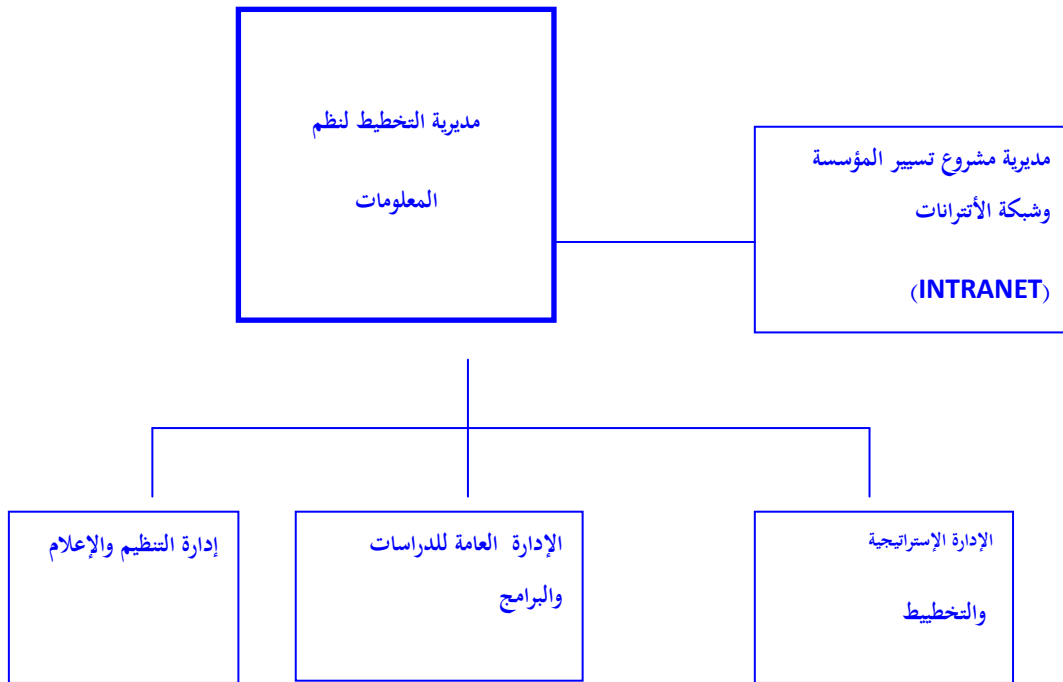 مديرية التخطيط لنظم
المعلومات
مديرية مشروع تسيير المؤسسة
وشبكة الأنترانات
(INTRANET)
الإدارة الإستراتيجية
والتخطييط
الإدارة العامة للدراسات
والبرامج
إدارة التنظيم والإعلام